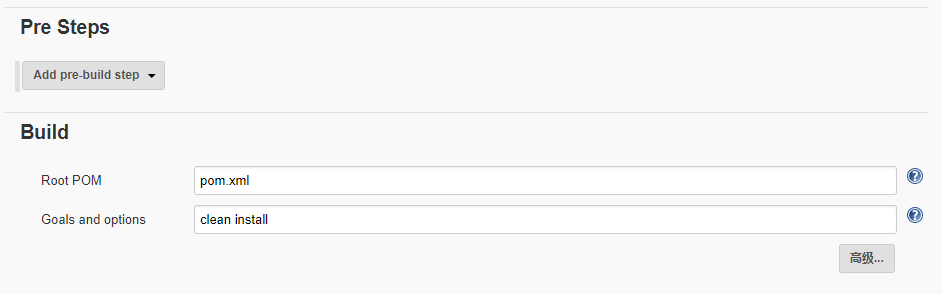 Pre Steps
Add pre-build step
Build
Root POM pom.xml
Goals and options clean install
高级...